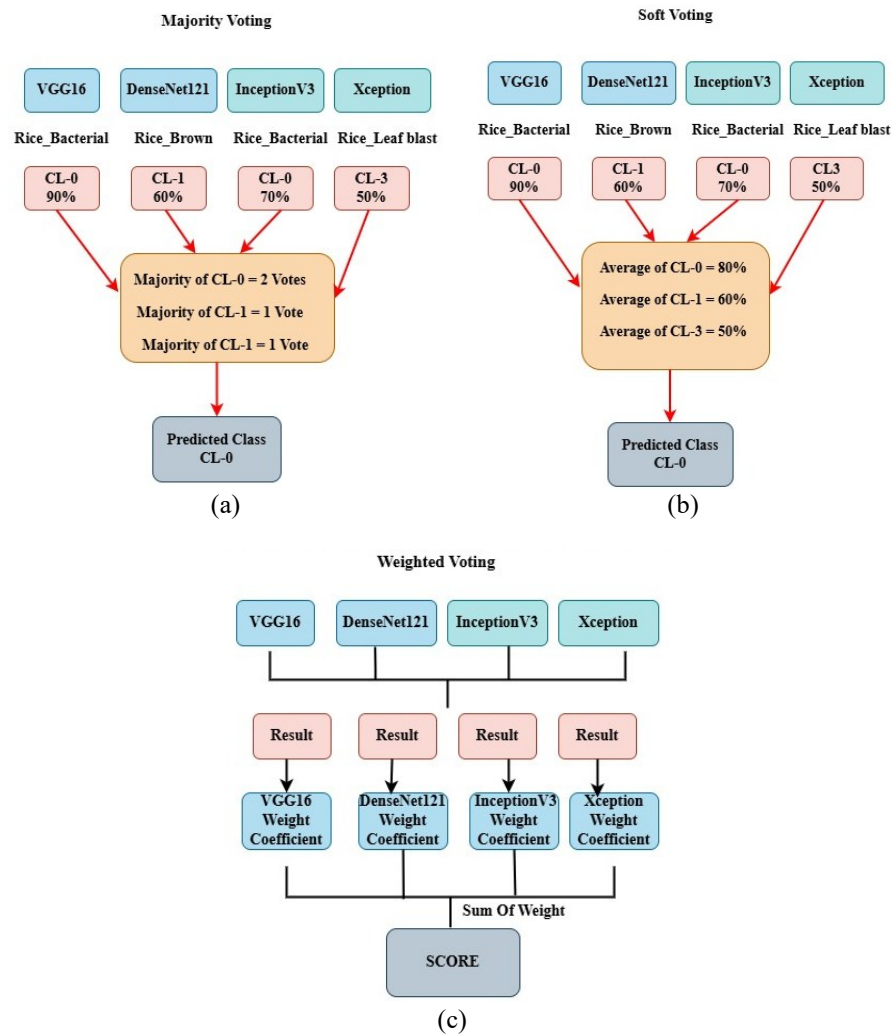 Majority Voting
VGG16
DenseNet121
InceptionV3
Xception
Rice_Bacterial
Rice_Brown
Rice_Bacterial
Rice_Leaf blast
CL-0
90%
CL-1
60%
CL-0
70%
CL-3
50%
Majority of CL-0 = 2 Votes
Majority of CL-1 = 1 Vote
Majority of CL-1 = 1 Vote
Predicted Class
CL-0
(a)
Soft Voting
VGG16
DenseNet121
InceptionV3
Xception
Rice_Bacterial
Rice_Brown
Rice_Bacterial
Rice_Leaf blast
CL-0
90%
CL-1
60%
CL-0
70%
CL3
50%
Average of CL-0 = 80%
Average of CL-1 = 60%
Average of CL-3 = 50%
Predicted Class
CL-0
(b)
Weighted Voting
VGG16
DenseNet121
InceptionV3
Xception
Result
Result
Result
Result
VGG16
Weight
Coefficient
DenseNet121
Weight
Coefficient
InceptionV3
Weight
Coefficient
Xception
Weight
Coefficient
Sum Of Weight
SCORE
(c)